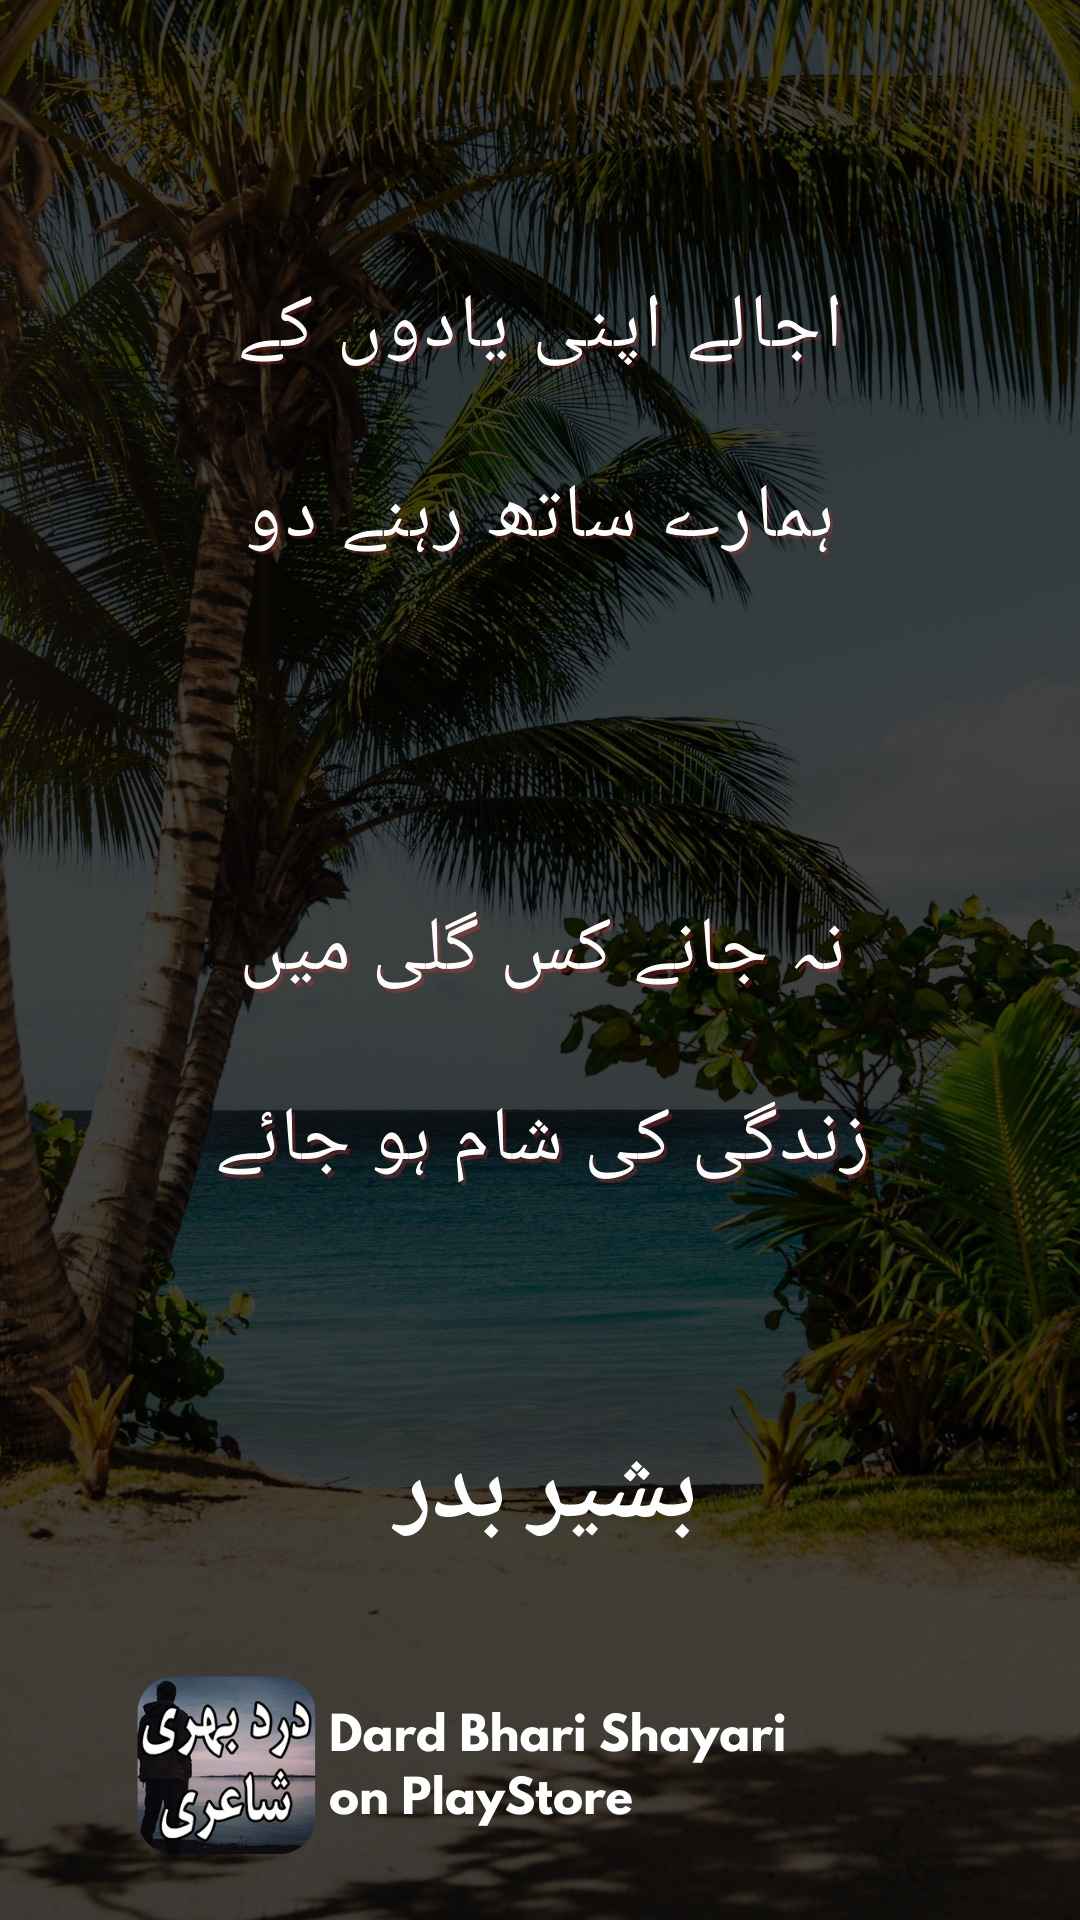 اجالے اپنی یادوں کے
ہمارے ساتھ رہنے دو
نہ جانے کس گلی میں
زندگی کی شام ہو جائے
بشیر بدر
درد بھری
شاعری
Dard Bhari Shayari
on PlayStore